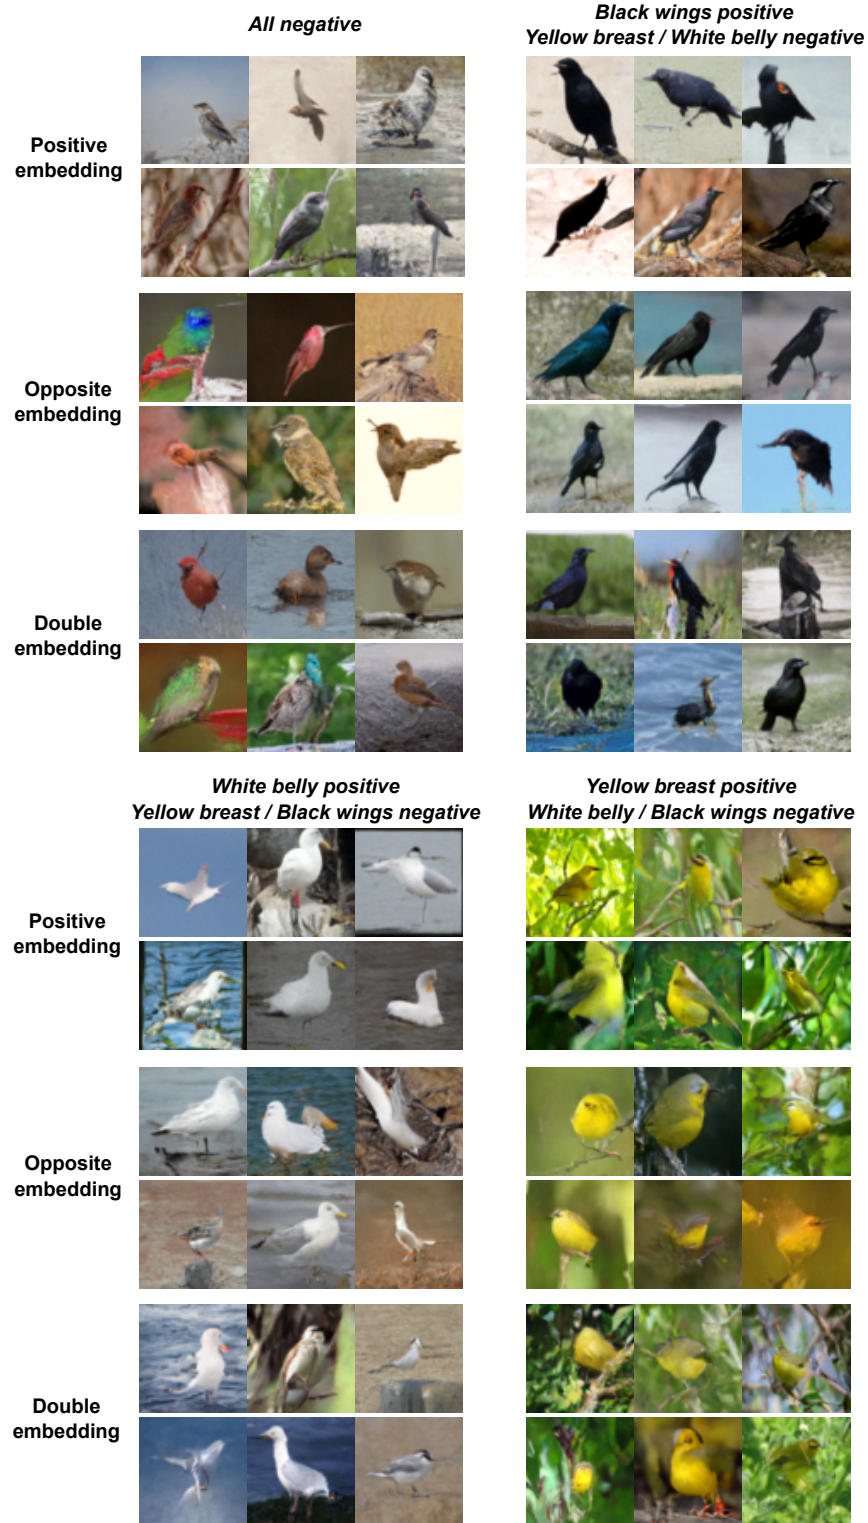 All negative
Black wings positive
Yellow breast / White belly negative
Positive
embedding
Opposite
embedding
Double
embedding
White belly positive
Yellow breast / Black wings negative
Yellow breast positive
White belly / Black wings negative
Positive
embedding
Opposite
embedding
Double
embedding